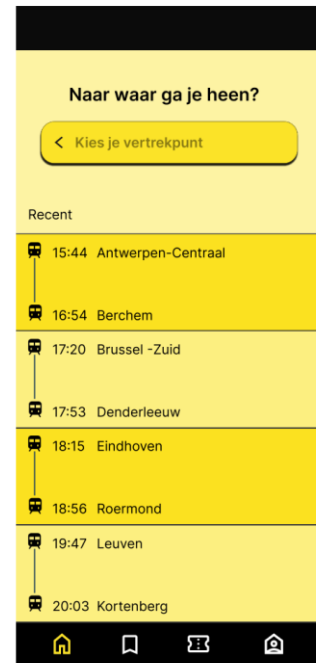 Naar waar ga je heen?
Kies je vertrekpunt
Recent
15:44 Antwerpen-Centraal
16:54 Berchem
17:20 Brussel -Zuid
17:53 Denderleeuw
18:15 Eindhoven
18:56 Roermond
19:47 Leuven
20:03 Kortenberg